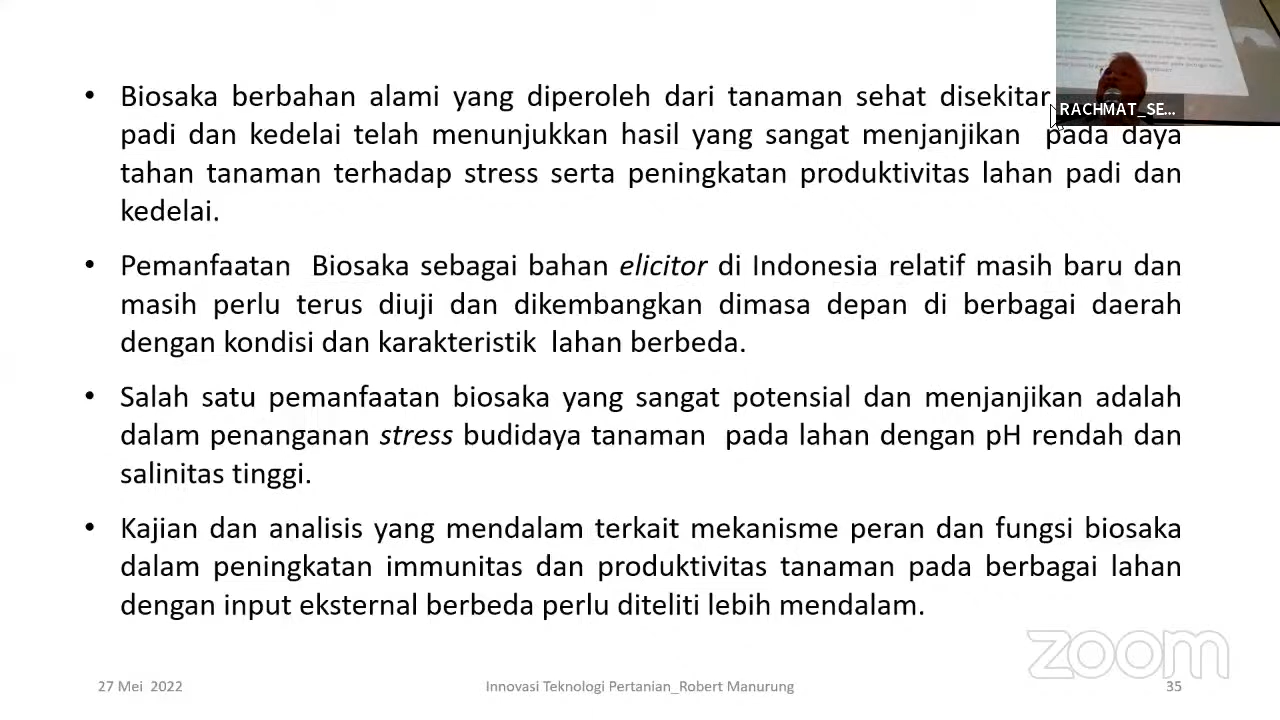 • Biosaka berbahan alami yang diperoleh dari tanaman sehat disekitar
RACHMAT_SE...
padi dan kedelai telah menunjukkan hasil yang sangat menjanjikan pada daya
tahan tanaman terhadap stress serta peningkatan produktivitas lahan padi dan
kedelai.
• Pemanfaatan Biosaka sebagai bahan elicitor di Indonesia relatif masih baru dan
masih perlu terus diuji dan dikembangkan dimasa depan di berbagai daerah
dengan kondisi dan karakteristik lahan berbeda.
• Salah satu pemanfaatan biosaka yang sangat potensial dan menjanjikan adalah
dalam penanganan stress budidaya tanaman pada lahan dengan pH rendah dan
salinitas tinggi.
• Kajian dan analisis yang mendalam terkait mekanisme peran dan fungsi biosaka
dalam peningkatan immunitas dan produktivitas tanaman pada berbagai lahan
dengan input eksternal berbeda perlu diteliti lebih mendalam.
zoom
27 Mei 2022
Innovasi Teknologi Pertanian_Robert Manurung
35